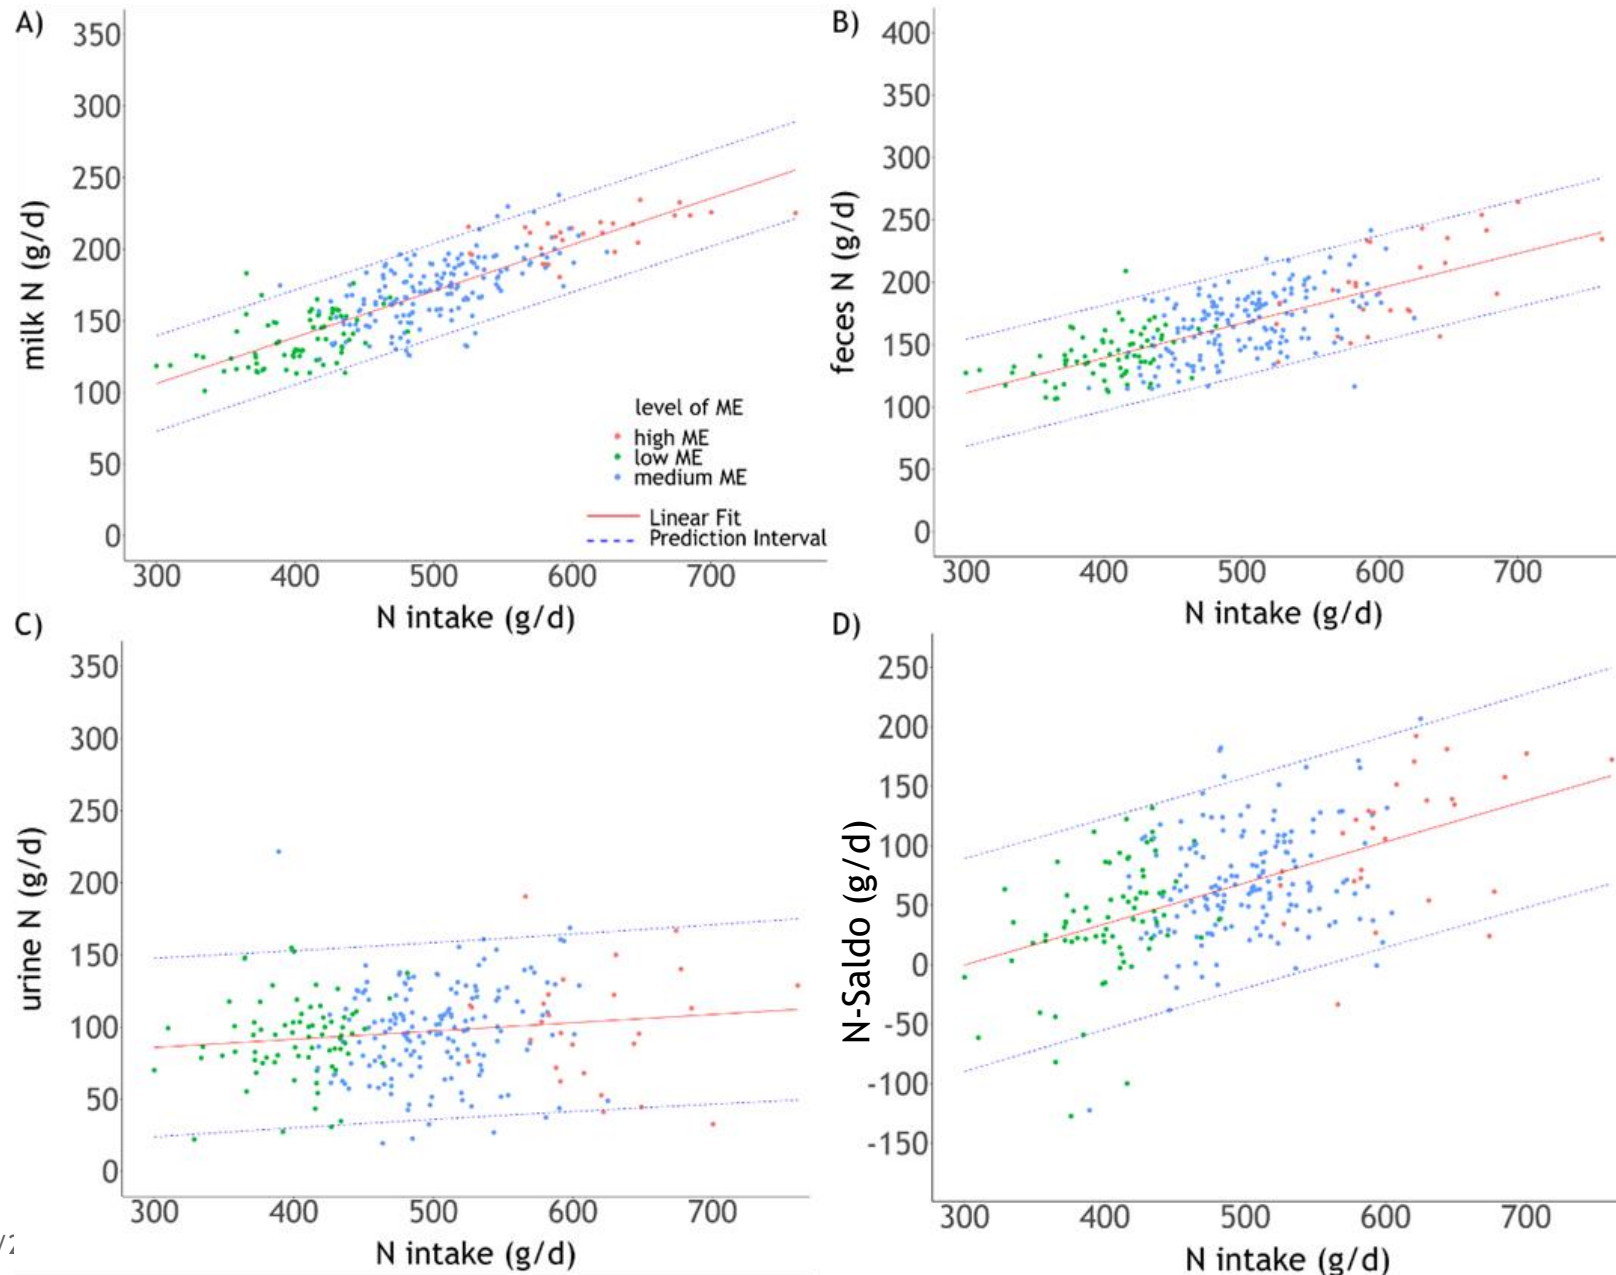 A)
milk N (g/d)
350
300
250
200
150
100
50
0
300 400 500 600 700
N intake (g/d)
level of ME
high ME
low ME
medium ME
Linear Fit
Prediction Interval
B)
feces N (g/d)
400
350
300
250
200
150
100
50
0
300 400 500 600 700
N intake (g/d)
C)
urine N (g/d)
350
300
250
200
150
100
50
0
300 400 500 600 700
N intake (g/d)
D)
N-Saldo (g/d)
250
200
150
100
50
0
-50
-100
-150
300 400 500 600 700
N intake (g/d)